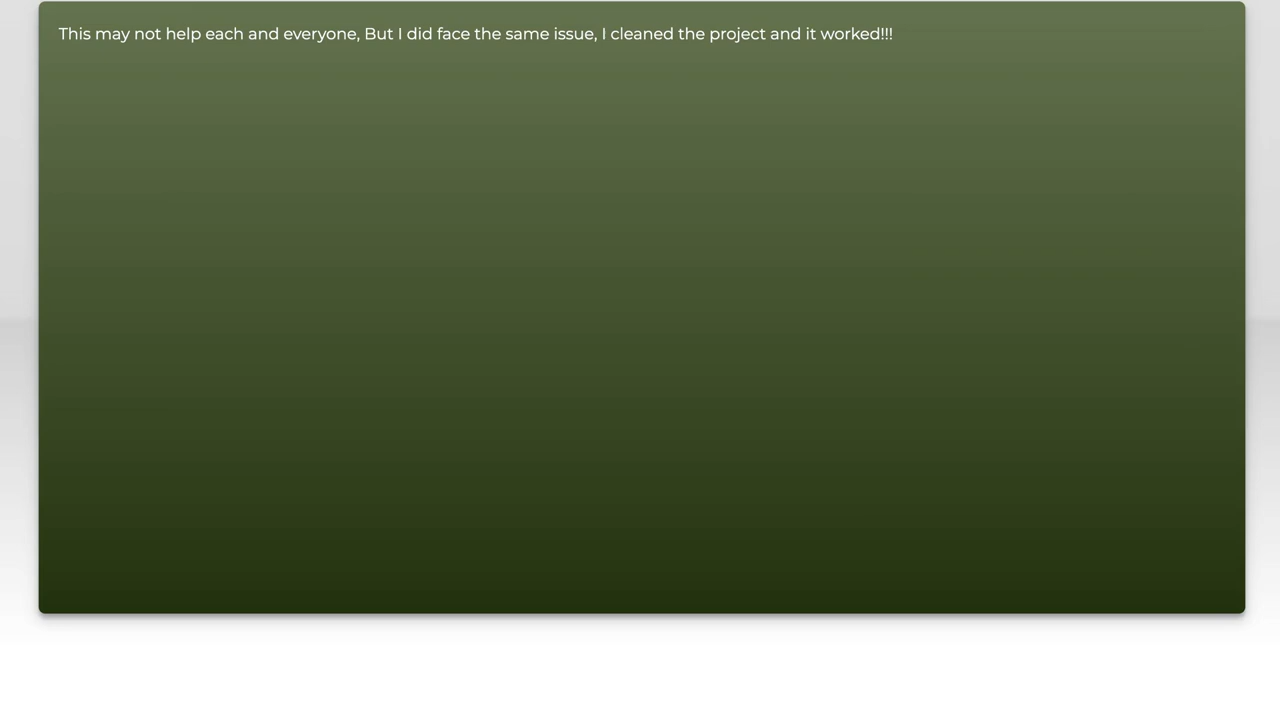 This may not help each and everyone, But I did face the same issue, I cleaned the project and it worked!!!